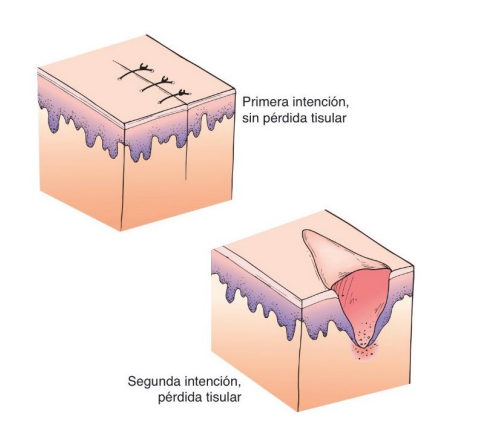 Primera intención,
sin pérdida tisular
Segunda intención,
pérdida tisular